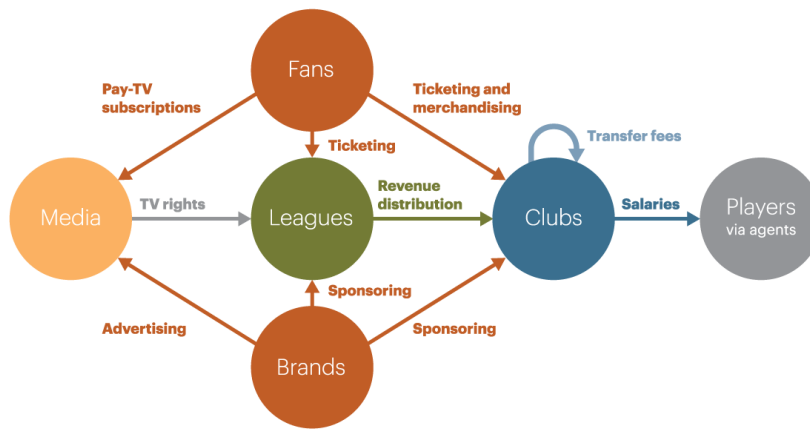 Fans
Pay-TV
subscriptions
Ticketing and
merchandising
Ticketing
Transfer fees
Media
TV rights
Leagues
Revenue
distribution
Clubs
Salaries
Players
via agents
Sponsoring
Advertising
Sponsoring
Brands